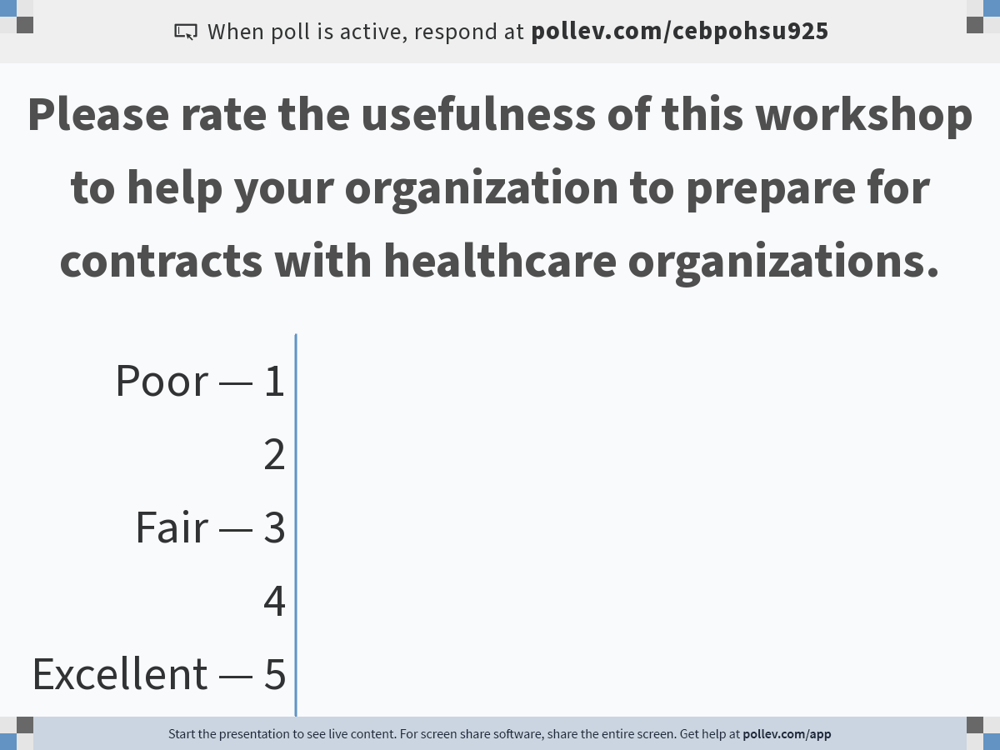 When poll is active, respond at pollev.com/cebpohsu925
Please rate the usefulness of this workshop
to help your organization to prepare for
contracts with healthcare organizations.
Poor — 1
2
Fair — 3
4
Excellent — 5
Start the presentation to see live content. For screen share software, share the entire screen. Get help at pollev.com/app